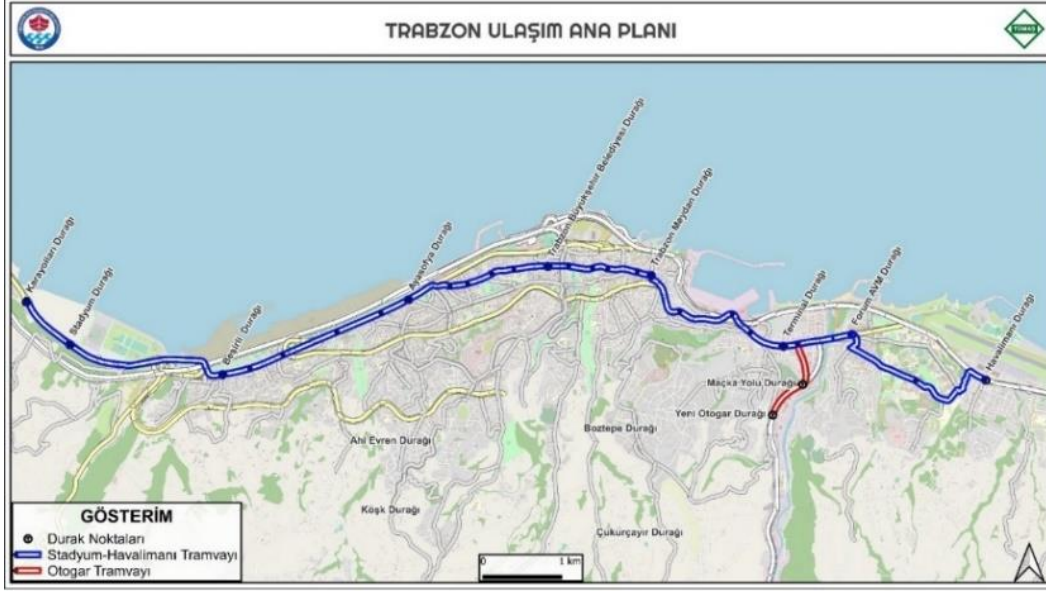 TRABZON ULAŞIM ANA PLANI
Karayolları Durağı
Stadyum Durağı
Beşirli Durağı
Ayasofya Durağı
Trabzon Büyükşehir Belediyesi Durağı
Trabzon Meydan Durağı
Terminal Durağı
Forum AVM Durağı
Havalimanı Durağı
Maçka Yolu Durağı
Yeni Otogar Durağı
Boztepe Durağı
Ahi Evren Durağı
Köşk Durağı
Çukurçayır Durağı
GÖSTERİM
Durak Noktaları
Stadyum-Havalimanı Tramvayı
Otogar Tramvayı
0 1 km